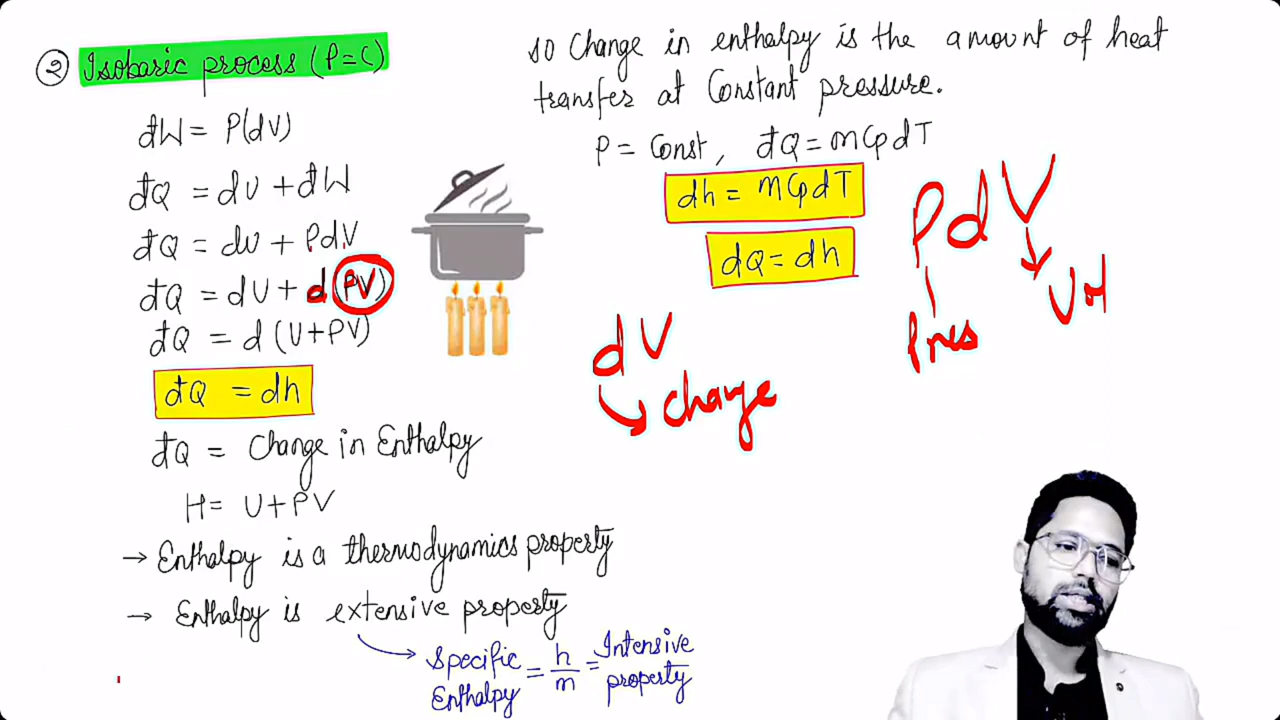 ② Isobaric process (P=C)
đW = P(dV)
đQ = dU + đW
đQ = dU + PdV
đQ = dU + d(PV)
đQ = d(U+PV)
đQ = dh
đQ = Change in Enthalpy
H = U + PV
→ Enthalpy is a thermodynamics property
→ Enthalpy is extensive property
Specific Enthalpy = h/m = Intensive property
so Change in enthalpy is the amount of heat
transfer at Constant pressure.
P = Const, đQ = mCpdT
dh = mCpdT
dQ = dh
PdV
Pres
dV
change